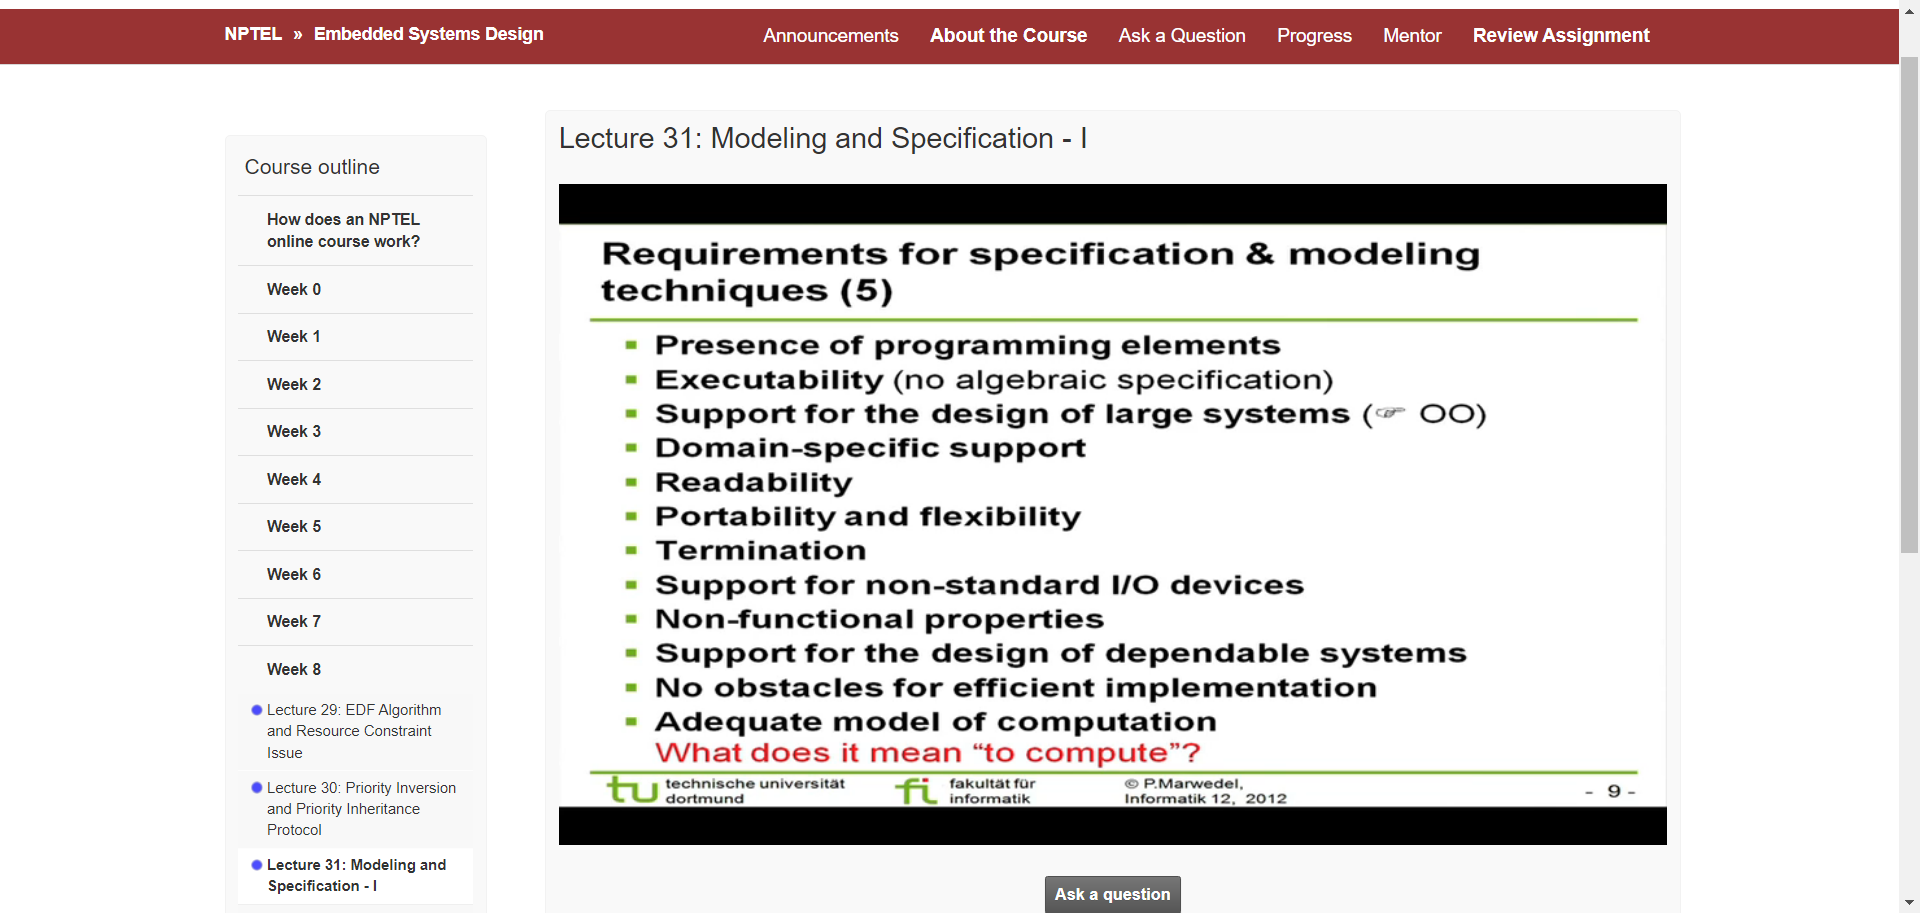 NPTEL » Embedded Systems Design
Announcements About the Course Ask a Question Progress Mentor Review Assignment
Course outline
How does an NPTEL
online course work?
Week 0
Week 1
Week 2
Week 3
Week 4
Week 5
Week 6
Week 7
Week 8
Lecture 29: EDF Algorithm
and Resource Constraint
Issue
Lecture 30: Priority Inversion
and Priority Inheritance
Protocol
Lecture 31: Modeling and
Specification - I
Lecture 31: Modeling and Specification - I
Requirements for specification & modeling
techniques (5)
Presence of programming elements
Executability (no algebraic specification)
Support for the design of large systems (☞ OO)
Domain-specific support
Readability
Portability and flexibility
Termination
Support for non-standard I/O devices
Non-functional properties
Support for the design of dependable systems
No obstacles for efficient implementation
Adequate model of computation
What does it mean “to compute”?
tu technische universität
dortmund
fi fakultät für
informatik
© P.Marwedel,
Informatik 12, 2012
- 9 -
Ask a question